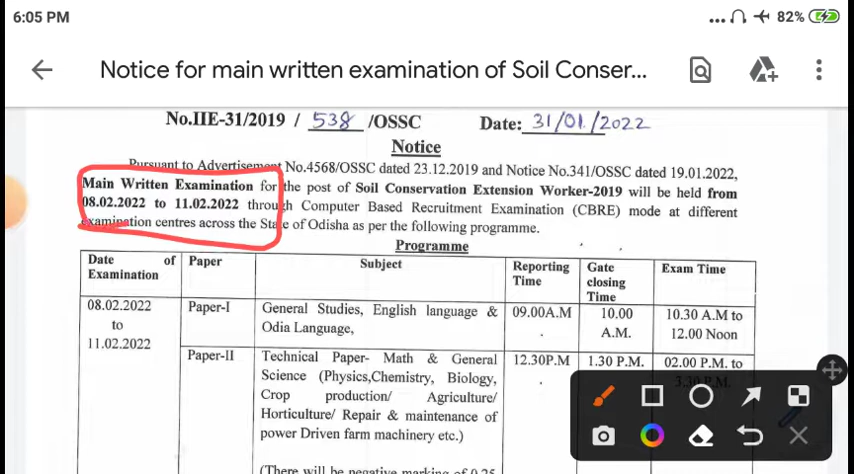 6:05 PM
82%
Notice for main written examination of Soil Conser...
No.IIE-31/2019 / 538 /OSSC Date: 31/01/2022
Notice
Pursuant to Advertisement No.4568/OSSC dated 23.12.2019 and Notice No.341/OSSC dated 19.01.2022,
Main Written Examination for the post of Soil Conservation Extension Worker-2019 will be held from
08.02.2022 to 11.02.2022 through Computer Based Recruitment Examination (CBRE) mode at different
examination centres across the State of Odisha as per the following programme.
Programme
Date of Examination Paper Subject Reporting Time Gate closing Time Exam Time
08.02.2022 to 11.02.2022 Paper-I General Studies, English language & Odia Language, 09.00A.M 10.00 A.M. 10.30 A.M to 12.00 Noon
Paper-II Technical Paper- Math & General Science (Physics,Chemistry, Biology, Crop production/ Agriculture/ Horticulture/ Repair & maintenance of power Driven farm machinery etc.) 12.30P.M 1.30 P.M. 02.00 P.M. to 3.30 P.M.
(There will be negative marking of 0.25